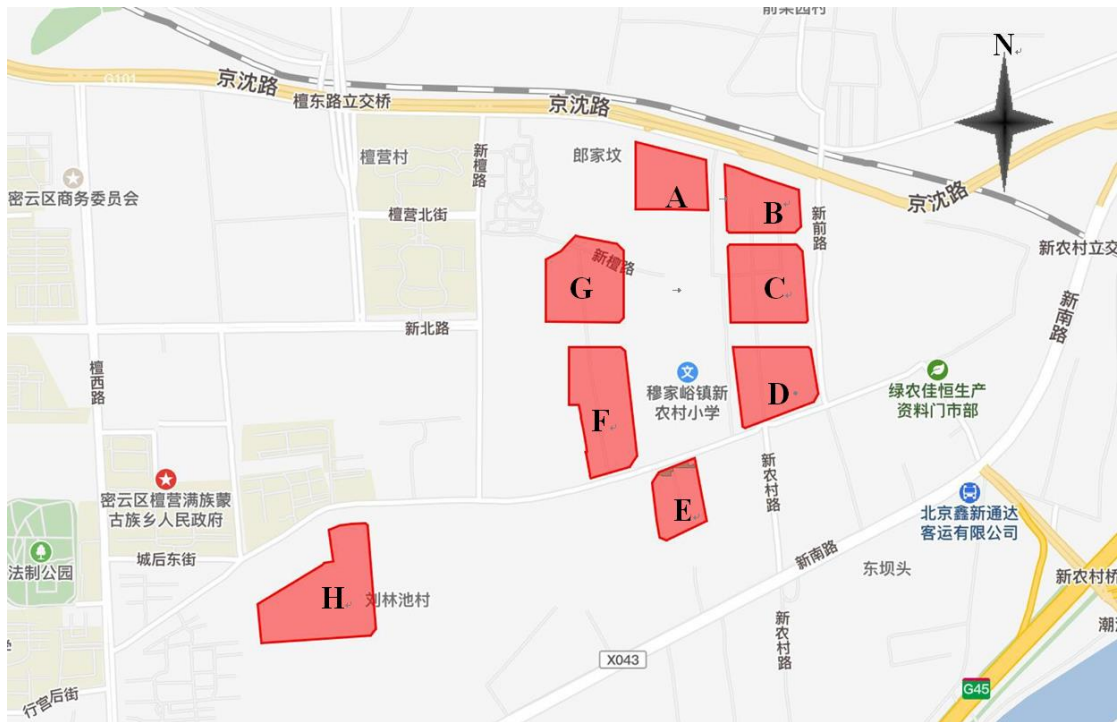 前栗园村
N
G101
京沈路
京沈路
檀东路立交桥
郎家坟
檀营村
新檀路
密云区商务委员会
A
B
京沈路
檀营北街
新前路
新农村立交
新檀路
G
C
新南路
新北路
檀西路
穆家峪镇新
农村小学
D
绿农佳恒生产
资料门市部
F
新农村路
密云区檀营满族蒙
古族乡人民政府
E
北京鑫新通达
客运有限公司
城后东街
新南路
法制公园
东坝头
新农村桥
H
刘林池村
新农村路
X043
G45
行宫后街